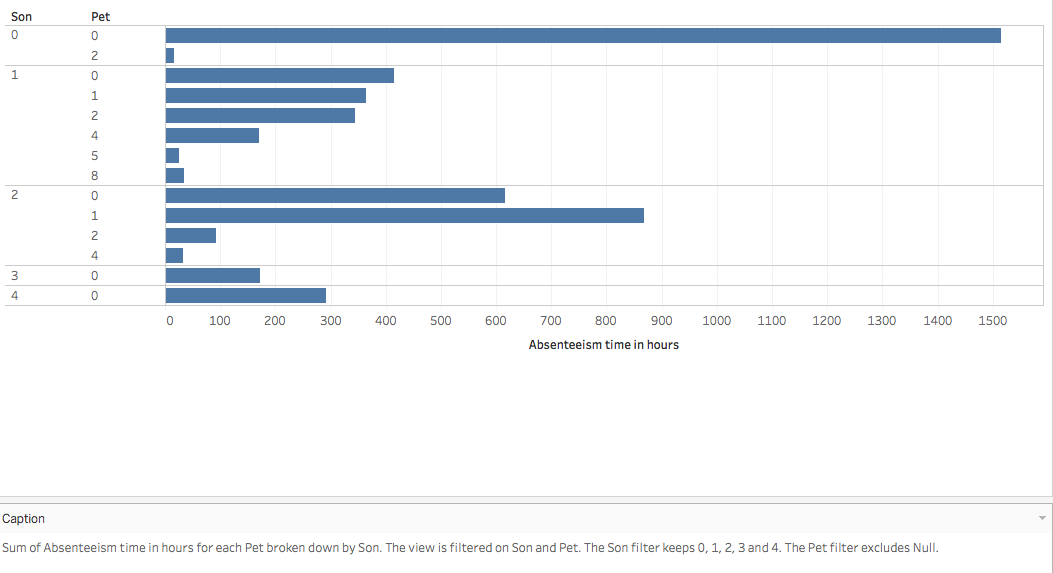 Son Pet
0 0
2
1 0
1
2
4
5
8
2 0
1
2
4
3 0
4 0
0 100 200 300 400 500 600 700 800 900 1000 1100 1200 1300 1400 1500
Absenteeism time in hours
Caption
Sum of Absenteeism time in hours for each Pet broken down by Son. The view is filtered on Son and Pet. The Son filter keeps 0, 1, 2, 3 and 4. The Pet filter excludes Null.